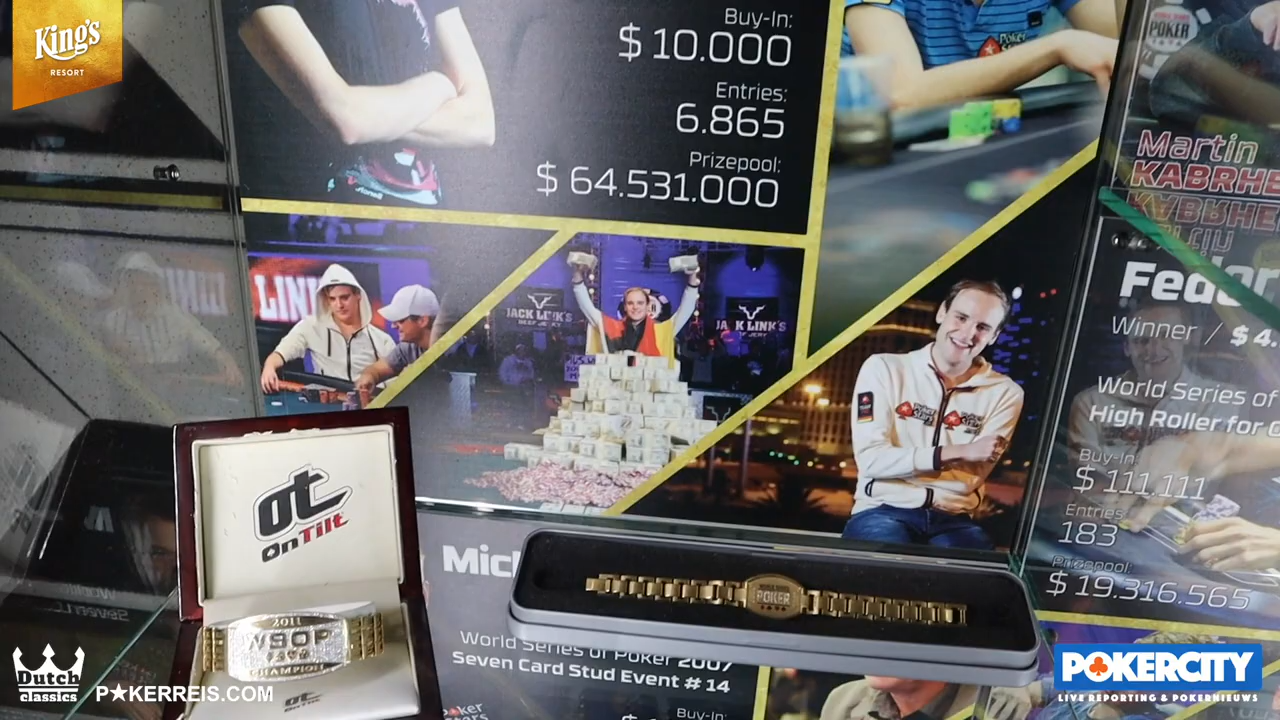 King's
RESORT
Buy-In:
$ 10.000
Entries:
6.865
Prizepool:
$ 64.531.000
LIN
JACK LINK'S
JACK LINK'S
POKER
Martin
KABRHE
Fedor
Winner / $ 4.
World Series of
High Roller for
Buy-In:
$ 111.111
Entries
183
Prizepool:
$ 19.316.565
ot
OnTilt
2011
WSOP
CHAMPION
POKER
Mich
World Series of Poker 2007
Seven Card Stud Event # 14
Buy-In:
Dutch
classics
P★KERREIS.COM
POKERCITY
LIVE REPORTING & POKERNIEUWS